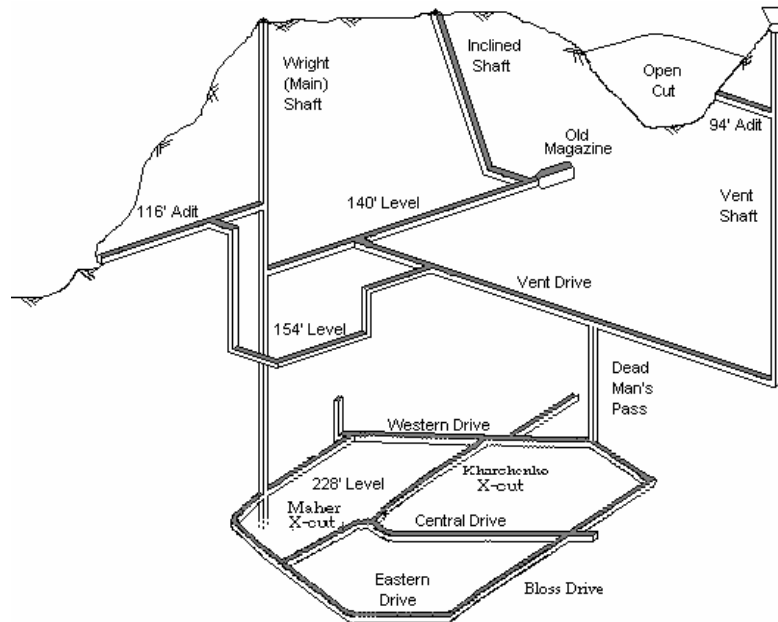 Wright
(Main)
Shaft
Inclined
Shaft
Open
Cut
94' Adit
Old
Magazine
116' Adit
140' Level
Vent
Shaft
Vent Drive
154' Level
Dead
Man's
Pass
Western Drive
Kharchenko
X-cut
228' Level
Maher
X-cut
Central Drive
Eastern
Drive
Bloss Drive